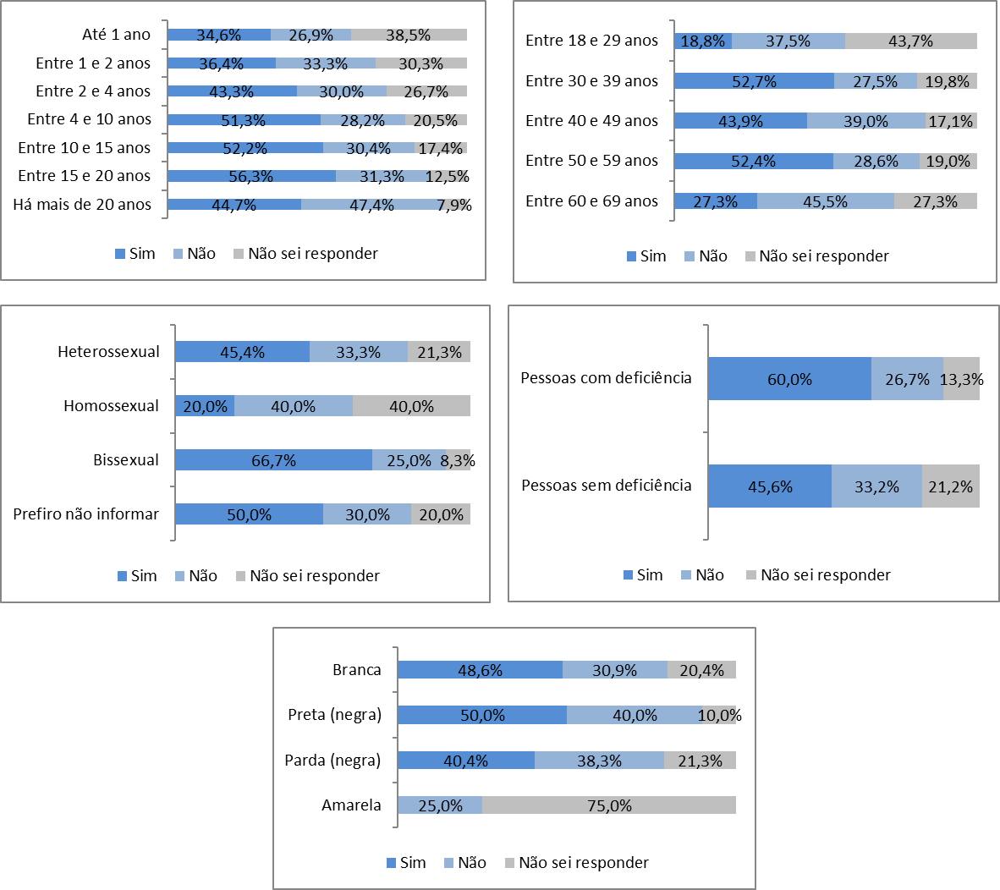 Até 1 ano 34,6% 26,9% 38,5%
Entre 1 e 2 anos 36,4% 33,3% 30,3%
Entre 2 e 4 anos 43,3% 30,0% 26,7%
Entre 4 e 10 anos 51,3% 28,2% 20,5%
Entre 10 e 15 anos 52,2% 30,4% 17,4%
Entre 15 e 20 anos 56,3% 31,3% 12,5%
Há mais de 20 anos 44,7% 47,4% 7,9%
Sim Não Não sei responder
Entre 18 e 29 anos 18,8% 37,5% 43,7%
Entre 30 e 39 anos 52,7% 27,5% 19,8%
Entre 40 e 49 anos 43,9% 39,0% 17,1%
Entre 50 e 59 anos 52,4% 28,6% 19,0%
Entre 60 e 69 anos 27,3% 45,5% 27,3%
Sim Não Não sei responder
Heterossexual 45,4% 33,3% 21,3%
Homossexual 20,0% 40,0% 40,0%
Bissexual 66,7% 25,0% 8,3%
Prefiro não informar 50,0% 30,0% 20,0%
Sim Não Não sei responder
Pessoas com deficiência 60,0% 26,7% 13,3%
Pessoas sem deficiência 45,6% 33,2% 21,2%
Sim Não Não sei responder
Branca 48,6% 30,9% 20,4%
Preta (negra) 50,0% 40,0% 10,0%
Parda (negra) 40,4% 38,3% 21,3%
Amarela 25,0% 75,0%
Sim Não Não sei responder